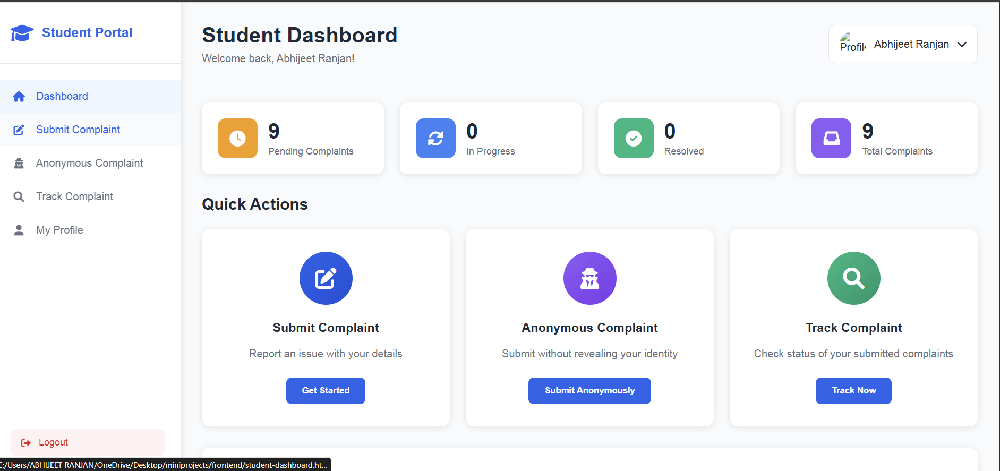 Student Portal
Dashboard
Submit Complaint
Anonymous Complaint
Track Complaint
My Profile
Logout
Student Dashboard
Welcome back, Abhijeet Ranjan!
Abhijeet Ranjan
9
Pending Complaints
0
In Progress
0
Resolved
9
Total Complaints
Quick Actions
Submit Complaint
Report an issue with your details
Get Started
Anonymous Complaint
Submit without revealing your identity
Submit Anonymously
Track Complaint
Check status of your submitted complaints
Track Now
C:/Users/ABHIJEET RANJAN/OneDrive/Desktop/miniprojects/frontend/student-dashboard.ht...